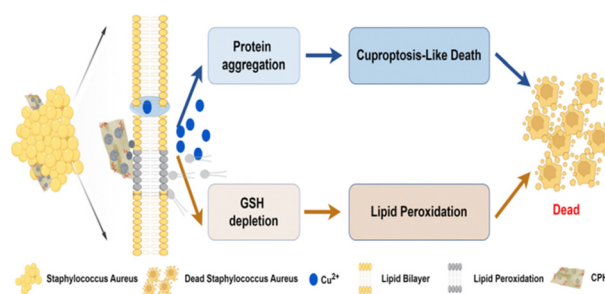 Protein
aggregation
Cuproptosis-Like Death
GSH
depletion
Lipid Peroxidation
Dead
Staphylococcus Aureus
Dead Staphylococcus Aureus
Cu²⁺
Lipid Bilayer
Lipid Peroxidation